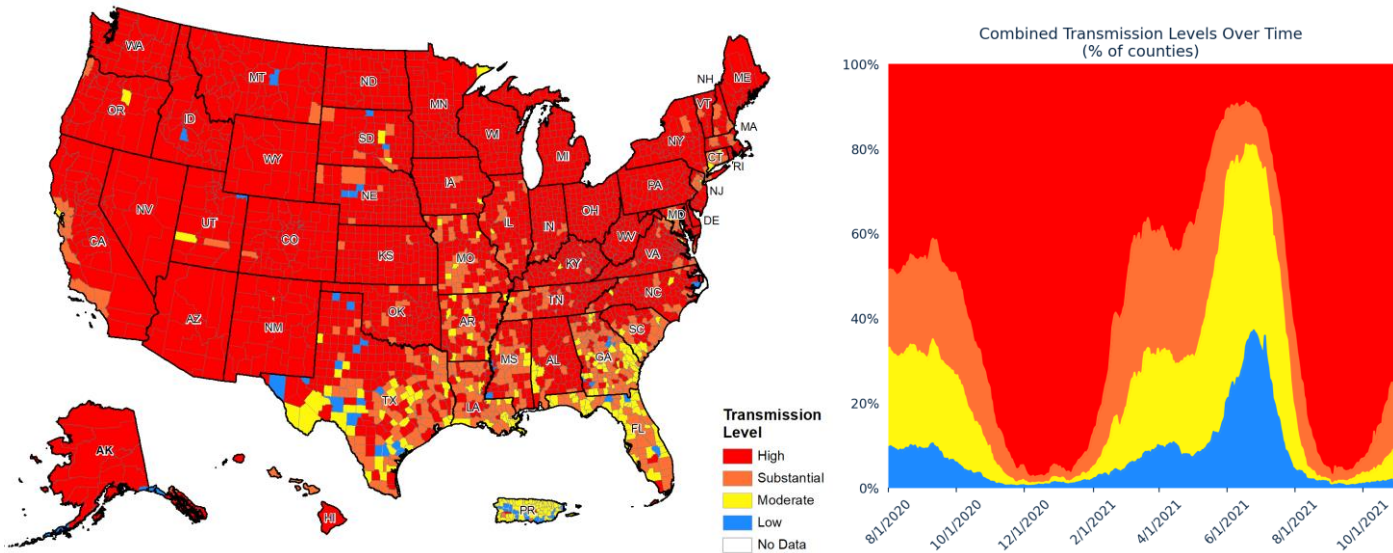 WA
MT
ND
MN
OR
ID
SD
WI
WY
MI
NH
VT
ME
NY
MA
CT
RI
NE
IA
PA
NJ
NV
UT
CO
IL
IN
OH
MD
DE
CA
KS
MO
WV
VA
KY
AZ
NM
OK
AR
TN
NC
SC
MS
AL
GA
TX
LA
FL
AK
HI
PR
Transmission
Level
High
Substantial
Moderate
Low
No Data
Combined Transmission Levels Over Time
(% of counties)
100%
80%
60%
40%
20%
0%
8/1/2020
10/1/2020
12/1/2020
2/1/2021
4/1/2021
6/1/2021
8/1/2021
10/1/2021